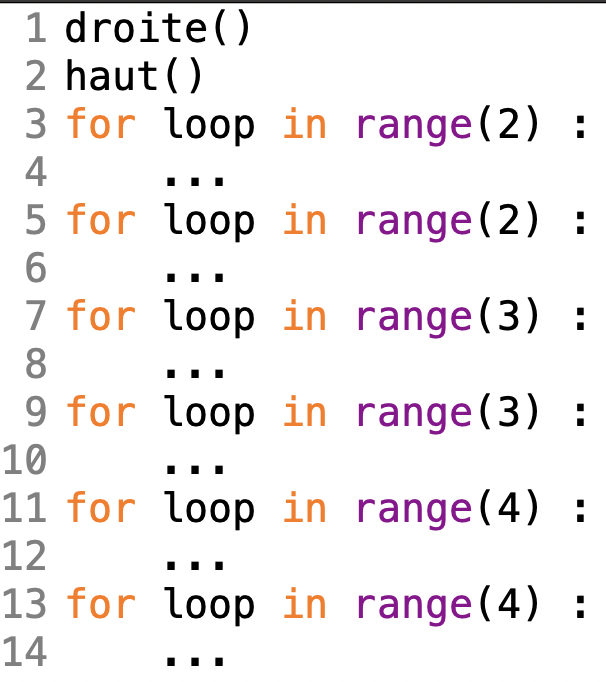 1 droite()
2 haut()
3 for loop in range(2) :
4     ...
5 for loop in range(2) :
6     ...
7 for loop in range(3) :
8     ...
9 for loop in range(3) :
10     ...
11 for loop in range(4) :
12     ...
13 for loop in range(4) :
14     ...